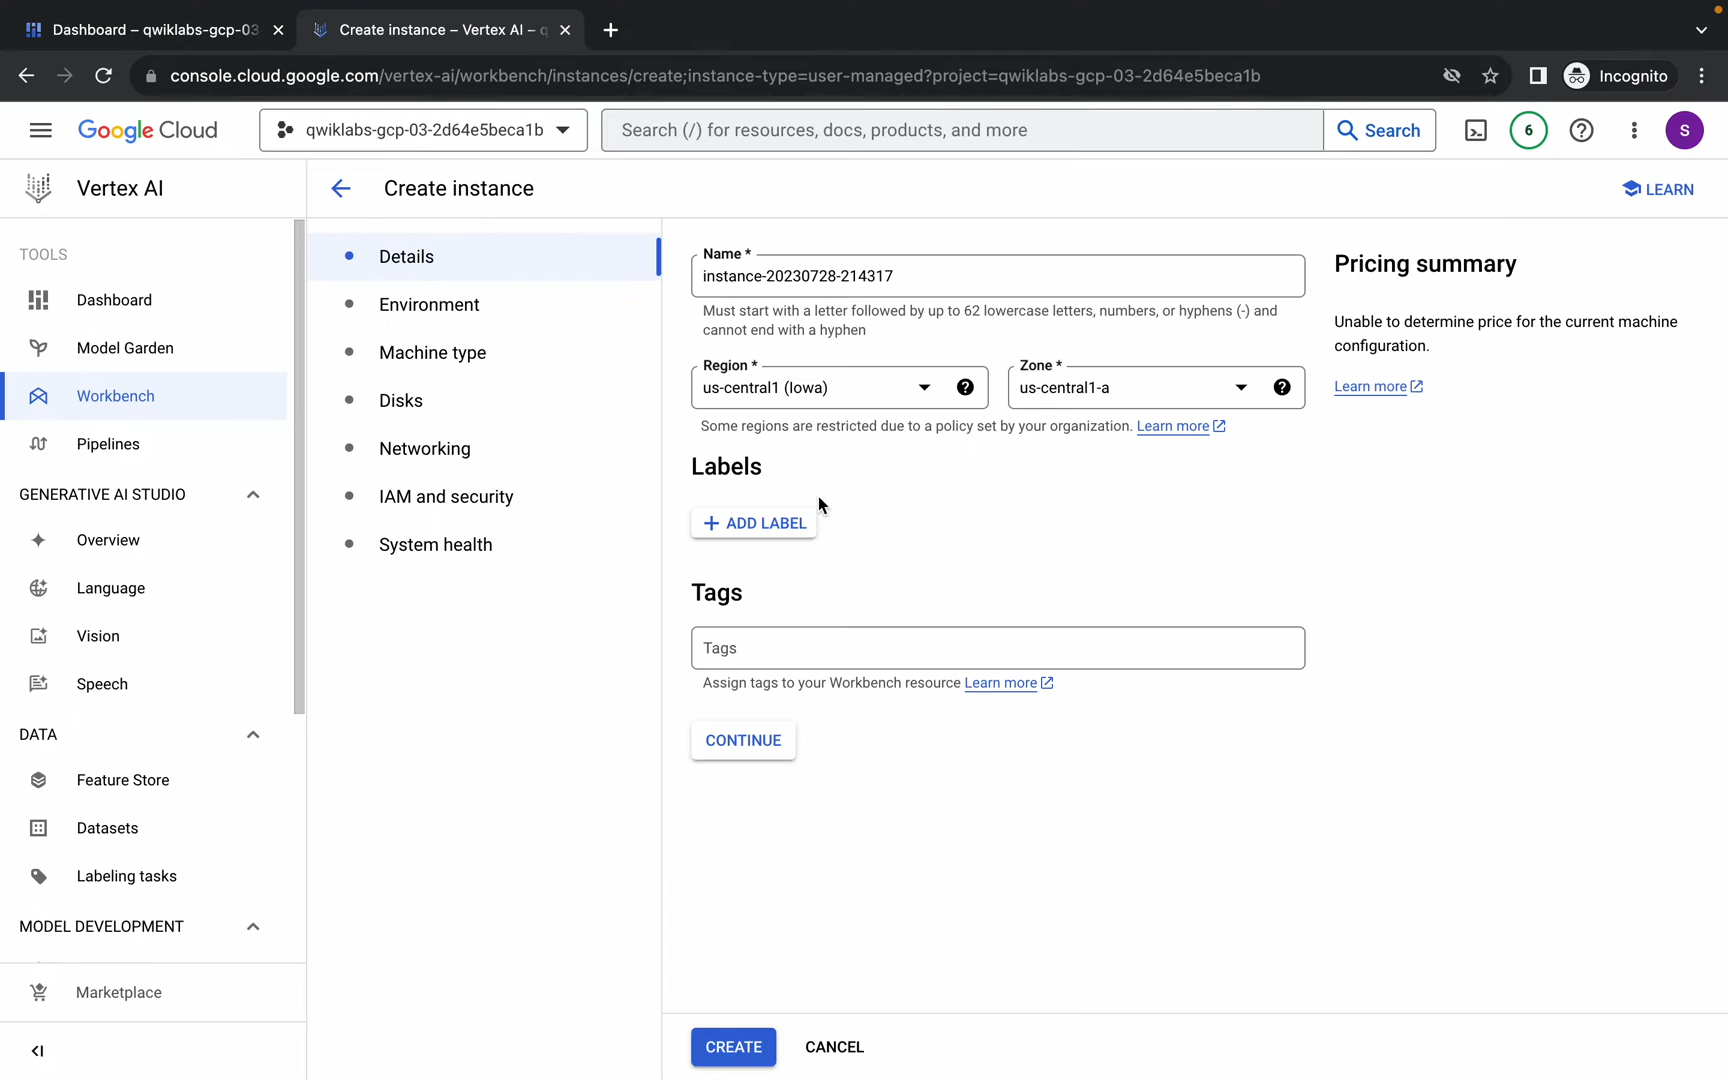 Dashboard – qwiklabs-gcp-03
Create instance – Vertex AI – q
console.cloud.google.com/vertex-ai/workbench/instances/create;instance-type=user-managed?project=qwiklabs-gcp-03-2d64e5beca1b
Incognito
Google Cloud
qwiklabs-gcp-03-2d64e5beca1b
Search (/) for resources, docs, products, and more
Search
6
S
Vertex AI
Create instance
LEARN
TOOLS
Dashboard
Model Garden
Workbench
Pipelines
GENERATIVE AI STUDIO
Overview
Language
Vision
Speech
DATA
Feature Store
Datasets
Labeling tasks
MODEL DEVELOPMENT
Marketplace
Details
Environment
Machine type
Disks
Networking
IAM and security
System health
Name *
instance-20230728-214317
Must start with a letter followed by up to 62 lowercase letters, numbers, or hyphens (-) and
cannot end with a hyphen
Region *
us-central1 (Iowa)
Zone *
us-central1-a
Some regions are restricted due to a policy set by your organization. Learn more
Labels
+ ADD LABEL
Tags
Tags
Assign tags to your Workbench resource Learn more
CONTINUE
CREATE
CANCEL
Pricing summary
Unable to determine price for the current machine
configuration.
Learn more